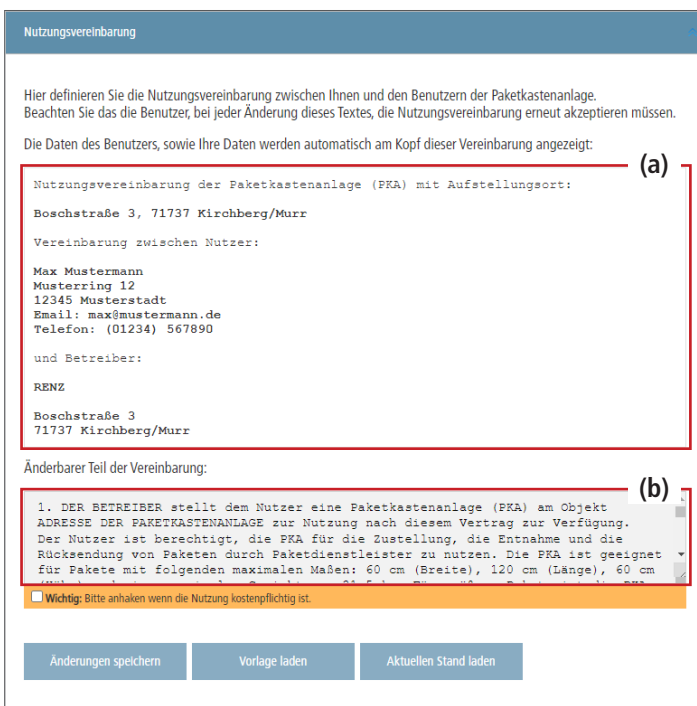 Nutzungsvereinbarung
Hier definieren Sie die Nutzungsvereinbarung zwischen Ihnen und den Benutzern der Paketkastenanlage.
Beachten Sie das die Benutzer, bei jeder Änderung dieses Textes, die Nutzungsvereinbarung erneut akzeptieren müssen.
Die Daten des Benutzers, sowie Ihre Daten werden automatisch am Kopf dieser Vereinbarung angezeigt:
(a)
Nutzungsvereinbarung der Paketkastenanlage (PKA) mit Aufstellungsort:
Boschstraße 3, 71737 Kirchberg/Murr
Vereinbarung zwischen Nutzer:
Max Mustermann
Musterring 12
12345 Musterstadt
Email: max@mustermann.de
Telefon: (01234) 567890
und Betreiber:
RENZ
Boschstraße 3
71737 Kirchberg/Murr
Änderbarer Teil der Vereinbarung:
(b)
1. DER BETREIBER stellt dem Nutzer eine Paketkastenanlage (PKA) am Objekt
ADRESSE DER PAKETKASTENANLAGE zur Nutzung nach diesem Vertrag zur Verfügung.
Der Nutzer ist berechtigt, die PKA für die Zustellung, die Entnahme und die
Rücksendung von Paketen durch Paketdienstleister zu nutzen. Die PKA ist geeignet
für Pakete mit folgenden maximalen Maßen: 60 cm (Breite), 120 cm (Länge), 60 cm
Wichtig: Bitte anhaken wenn die Nutzung kostenpflichtig ist.
Änderungen speichern
Vorlage laden
Aktuellen Stand laden